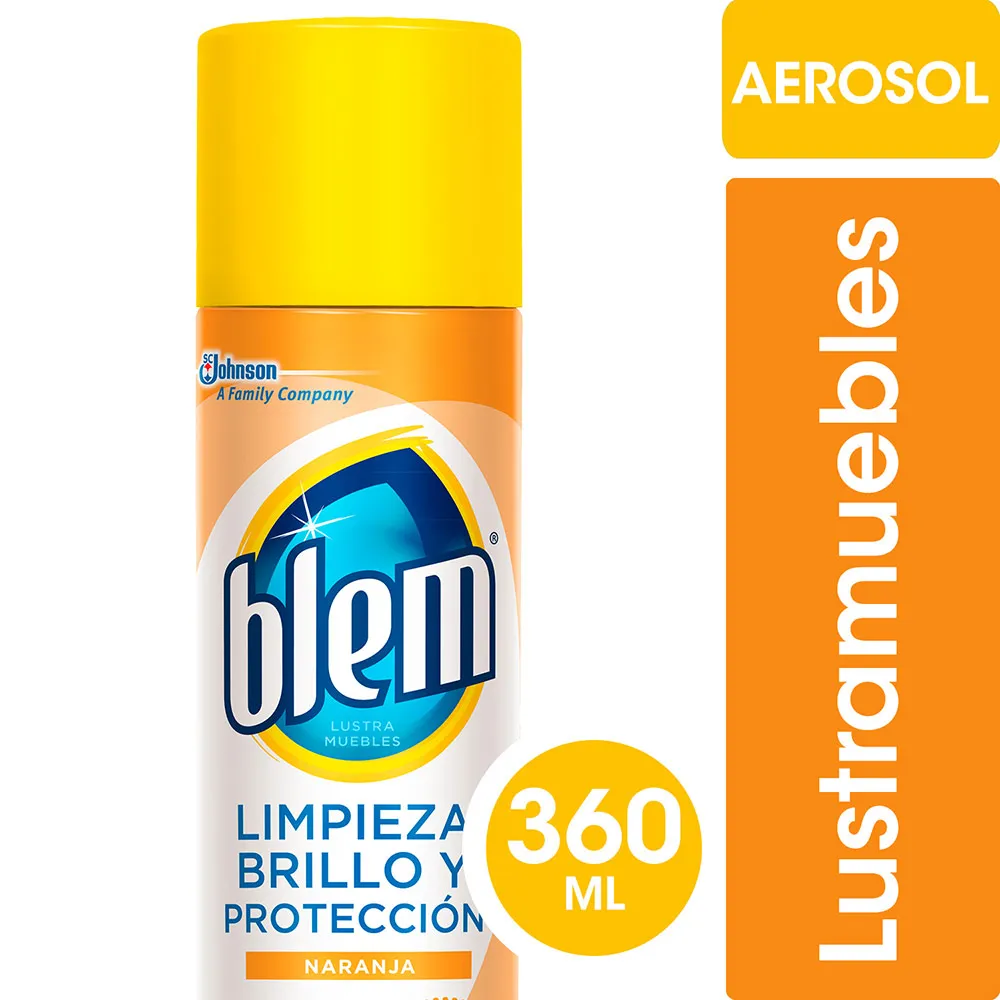 AEROSOL
Lustramuebles
SC Johnson
A Family Company
blem®
LUSTRA
MUEBLES
LIMPIEZA
BRILLO Y
PROTECCIÓN
NARANJA
360
ML